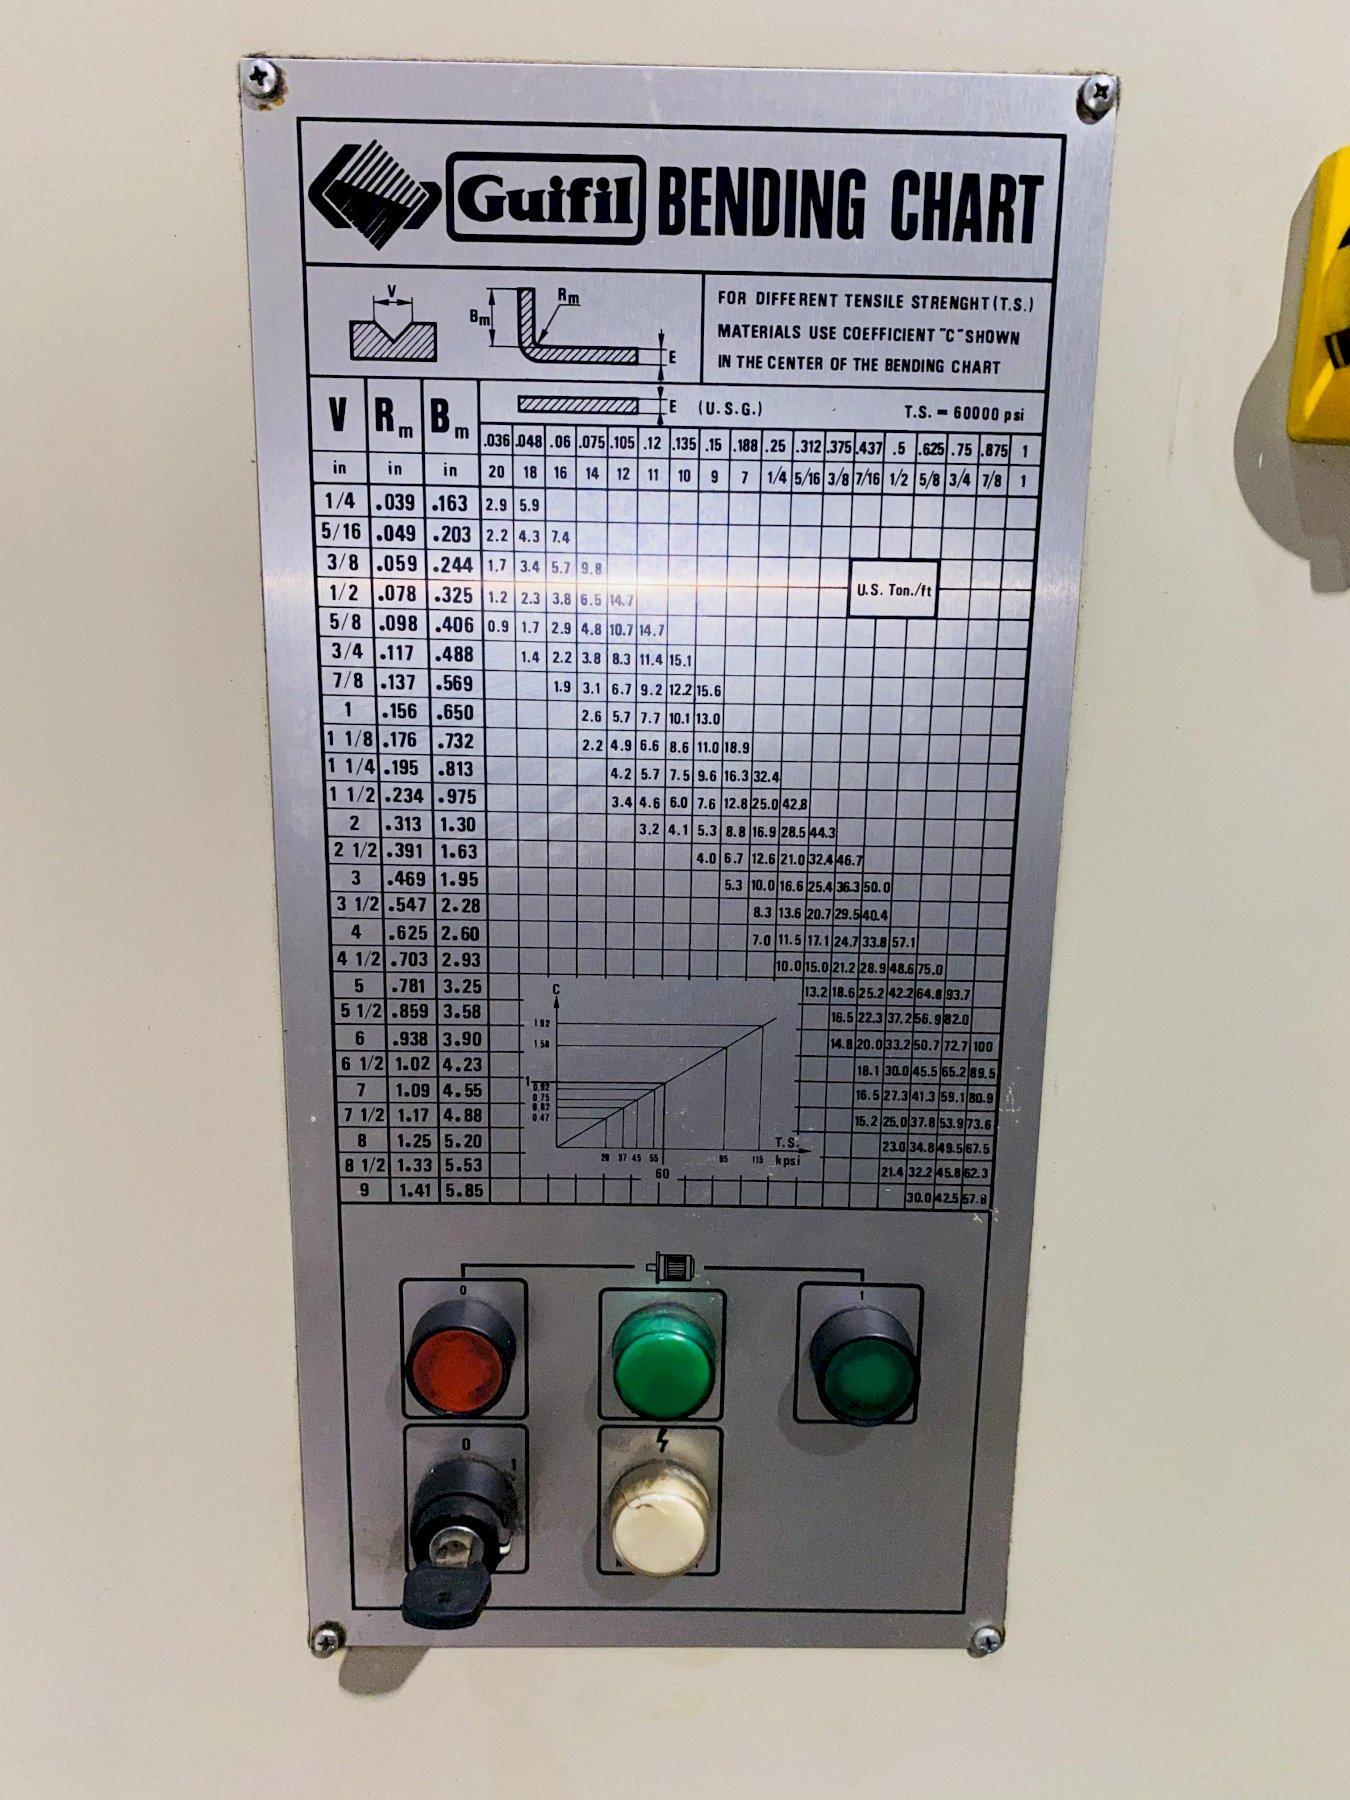 Guifil BENDING CHART
V
Bm
Rm
E
FOR DIFFERENT TENSILE STRENGHT (T.S.)
MATERIALS USE COEFFICIENT "C" SHOWN
IN THE CENTER OF THE BENDING CHART
V Rm Bm E (U.S.G.) T.S. = 60000 psi
.036 .048 .06 .075 .105 .12 .135 .15 .188 .25 .312 .375 .437 .5 .625 .75 .875 1
in in in 20 18 16 14 12 11 10 9 7 1/4 5/16 3/8 7/16 1/2 5/8 3/4 7/8 1
1/4 .039 .163 2.9 5.9
5/16 .049 .203 2.2 4.3 7.4
3/8 .059 .244 1.7 3.4 5.7 9.8
U.S. Ton./ft
1/2 .078 .325 1.2 2.3 3.8 6.5 14.7
5/8 .098 .406 0.9 1.7 2.9 4.8 10.7 14.7
3/4 .117 .488 1.4 2.2 3.8 8.3 11.4 15.1
7/8 .137 .569 1.9 3.1 6.7 9.2 12.2 15.6
1 .156 .650 2.6 5.7 7.7 10.1 13.0
1 1/8 .176 .732 2.2 4.9 6.6 8.6 11.0 18.9
1 1/4 .195 .813 4.2 5.7 7.5 9.6 16.3 32.4
1 1/2 .234 .975 3.4 4.6 6.0 7.6 12.8 25.0 42.8
2 .313 1.30 3.2 4.1 5.3 8.8 16.9 28.5 44.3
2 1/2 .391 1.63 4.0 6.7 12.6 21.0 32.4 46.7
3 .469 1.95 5.3 10.0 16.6 25.4 36.3 50.0
3 1/2 .547 2.28 8.3 13.6 20.7 29.5 40.4
4 .625 2.60 7.0 11.5 17.1 24.7 33.8 57.1
4 1/2 .703 2.93 10.0 15.0 21.2 28.9 48.6 75.0
5 .781 3.25 13.2 18.6 25.2 42.2 64.8 93.7
5 1/2 .859 3.58 16.5 22.3 37.2 56.9 82.0
6 .938 3.90 14.8 20.0 33.2 50.7 72.7 100
6 1/2 1.02 4.23 18.1 30.0 45.5 65.2 89.5
7 1.09 4.55 16.5 27.3 41.3 59.1 80.9
7 1/2 1.17 4.88 15.2 25.0 37.8 53.9 73.6
8 1.25 5.20 23.0 34.8 49.5 67.5
8 1/2 1.33 5.53 21.4 32.2 45.8 62.3
9 1.41 5.85 30.0 42.5 57.8
C
1.92
1.58
1
0.92
0.75
0.62
0.47
T.S.
37 45 55 85 115 kpsi
60
0
1
0
1